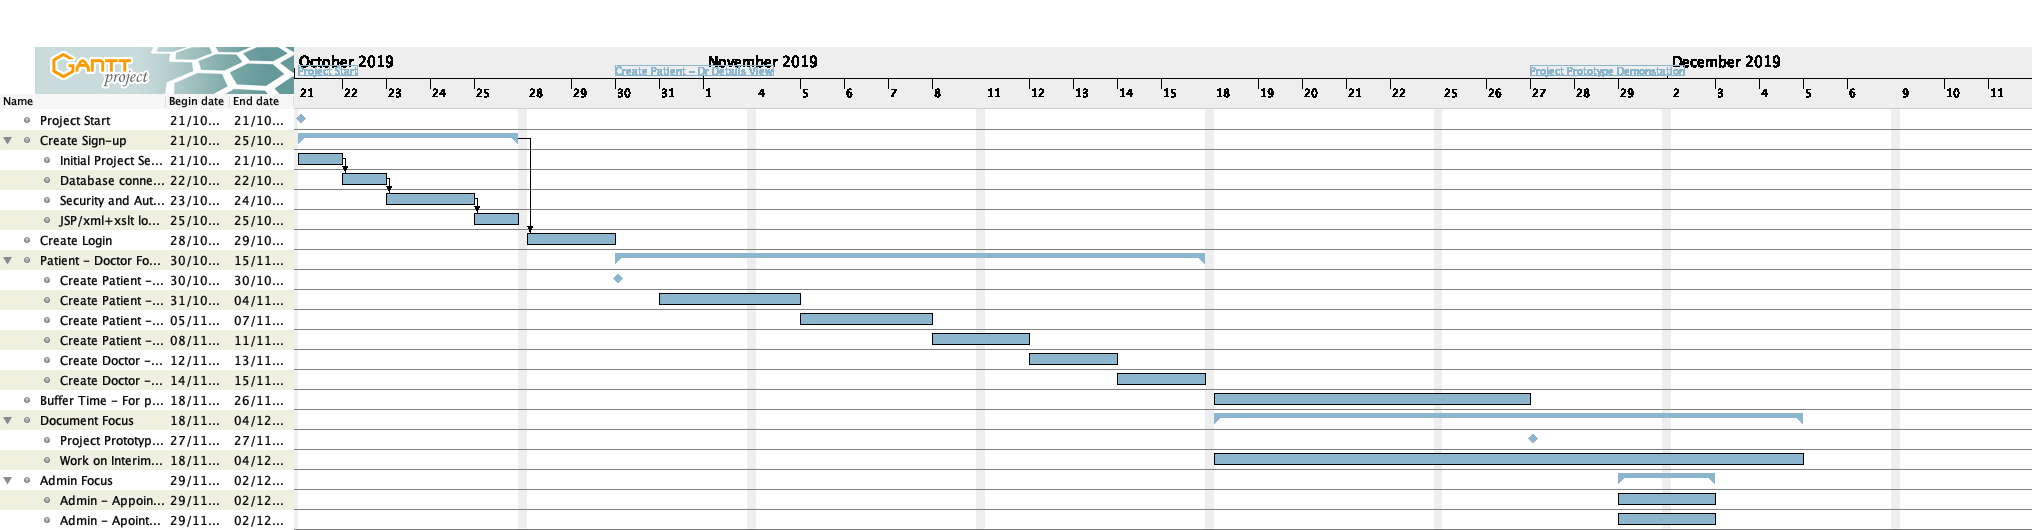 GANTT
project
October 2019 November 2019 December 2019
Project Start Create Patient - Dr Details View Project Prototype Demonstation
21 22 23 24 25 28 29 30 31 1 4 5 6 7 8 11 12 13 14 15 18 19 20 21 22 25 26 27 28 29 2 3 4 5 6 9 10 11
Name Begin date End date
Project Start 21/10... 21/10...
Create Sign-up 21/10... 25/10...
Initial Project Se... 21/10... 21/10...
Database conne... 22/10... 22/10...
Security and Aut... 23/10... 24/10...
JSP/xml+xslt lo... 25/10... 25/10...
Create Login 28/10... 29/10...
Patient - Doctor Fo... 30/10... 15/11...
Create Patient -... 30/10... 30/10...
Create Patient -... 31/10... 04/11...
Create Patient -... 05/11... 07/11...
Create Patient -... 08/11... 11/11...
Create Doctor -... 12/11... 13/11...
Create Doctor -... 14/11... 15/11...
Buffer Time - For p... 18/11... 26/11...
Document Focus 18/11... 04/12...
Project Prototyp... 27/11... 27/11...
Work on Interim... 18/11... 04/12...
Admin Focus 29/11... 02/12...
Admin - Appoin... 29/11... 02/12...
Admin - Apoint... 29/11... 02/12...